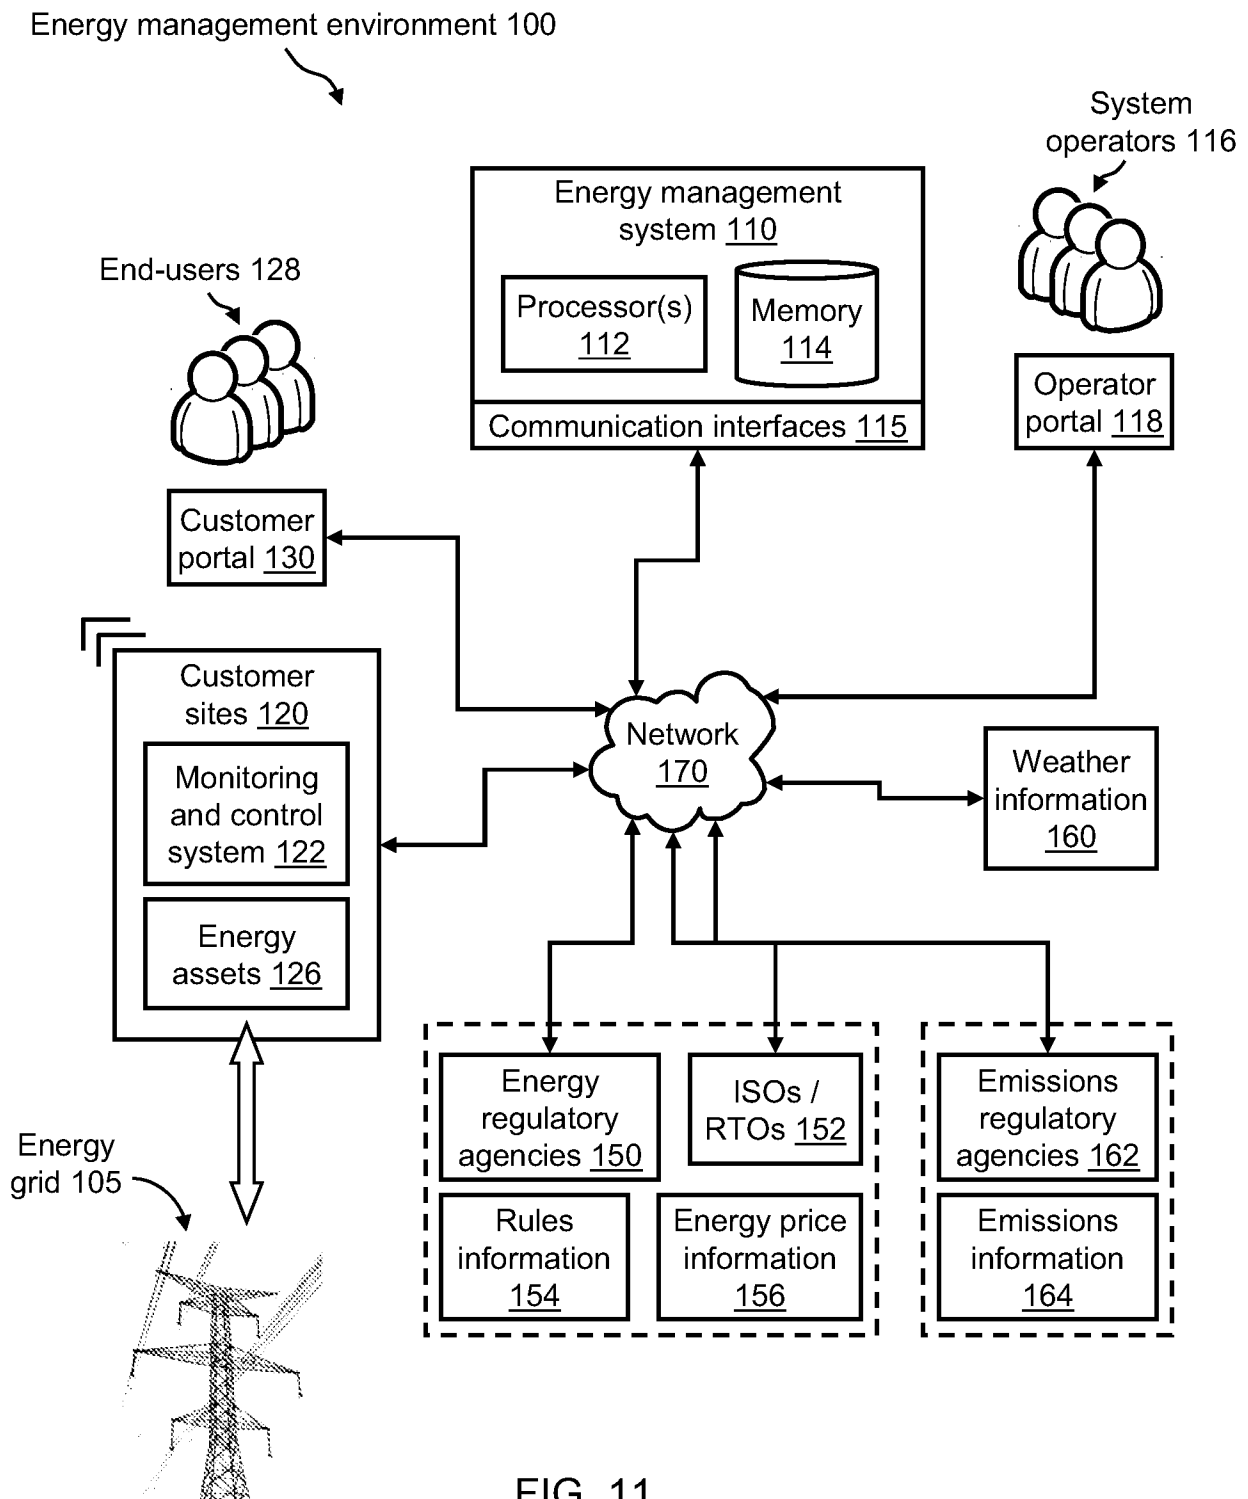 Energy management environment 100
System
operators 116
Energy management
system 110
Processor(s)
112
Memory
114
Communication interfaces 115
End-users 128
Operator
portal 118
Customer
portal 130
Customer
sites 120
Monitoring
and control
system 122
Energy
assets 126
Network
170
Weather
information
160
Energy
regulatory
agencies 150
ISOs /
RTOs 152
Emissions
regulatory
agencies 162
Energy
grid 105
Rules
information
154
Energy price
information
156
Emissions
information
164
FIG. 11